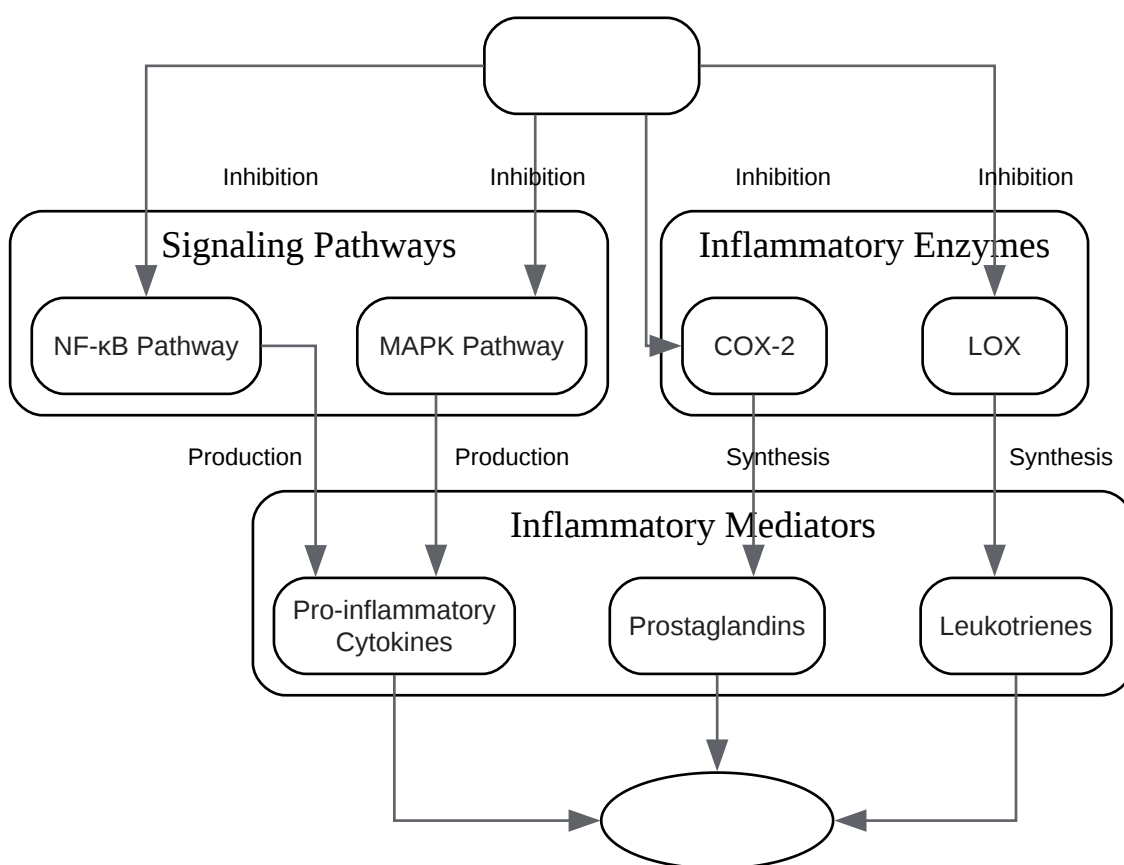 Inhibition
Inhibition
Inhibition
Inhibition
Signaling Pathways
Inflammatory Enzymes
NF-κB Pathway
MAPK Pathway
COX-2
LOX
Production
Production
Synthesis
Synthesis
Inflammatory Mediators
Pro-inflammatory
Cytokines
Prostaglandins
Leukotrienes